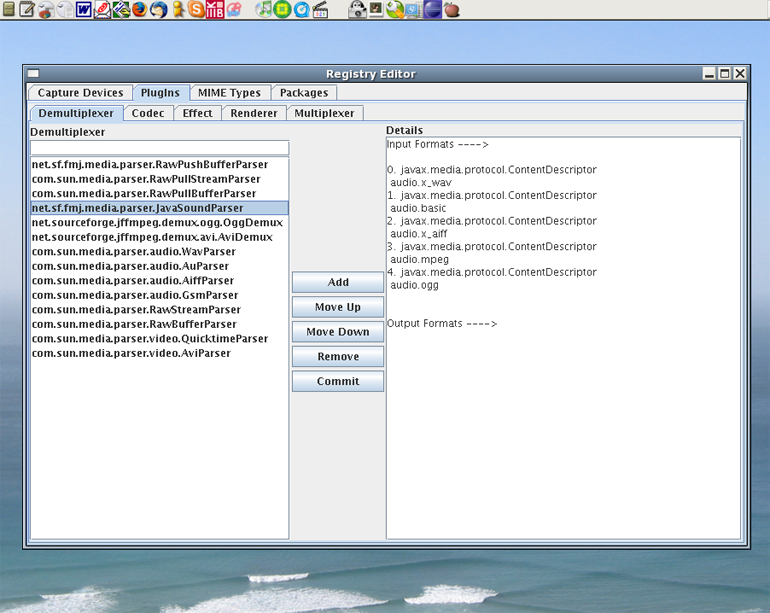 Registry Editor
Capture Devices PlugIns MIME Types Packages
Demultiplexer Codec Effect Renderer Multiplexer
Demultiplexer
net.sf.fmj.media.parser.RawPushBufferParser
com.sun.media.parser.RawPullStreamParser
com.sun.media.parser.RawPullBufferParser
net.sf.fmj.media.parser.JavaSoundParser
net.sourceforge.jffmpeg.demux.ogg.OggDemux
net.sourceforge.jffmpeg.demux.avi.AviDemux
com.sun.media.parser.audio.WavParser
com.sun.media.parser.audio.AuParser
com.sun.media.parser.audio.AiffParser
com.sun.media.parser.audio.GsmParser
com.sun.media.parser.RawStreamParser
com.sun.media.parser.RawBufferParser
com.sun.media.parser.video.QuicktimeParser
com.sun.media.parser.video.AviParser
Add
Move Up
Move Down
Remove
Commit
Details
Input Formats ---->
0. javax.media.protocol.ContentDescriptor
audio.x_wav
1. javax.media.protocol.ContentDescriptor
audio.basic
2. javax.media.protocol.ContentDescriptor
audio.x_aiff
3. javax.media.protocol.ContentDescriptor
audio.mpeg
4. javax.media.protocol.ContentDescriptor
audio.ogg
Output Formats ---->